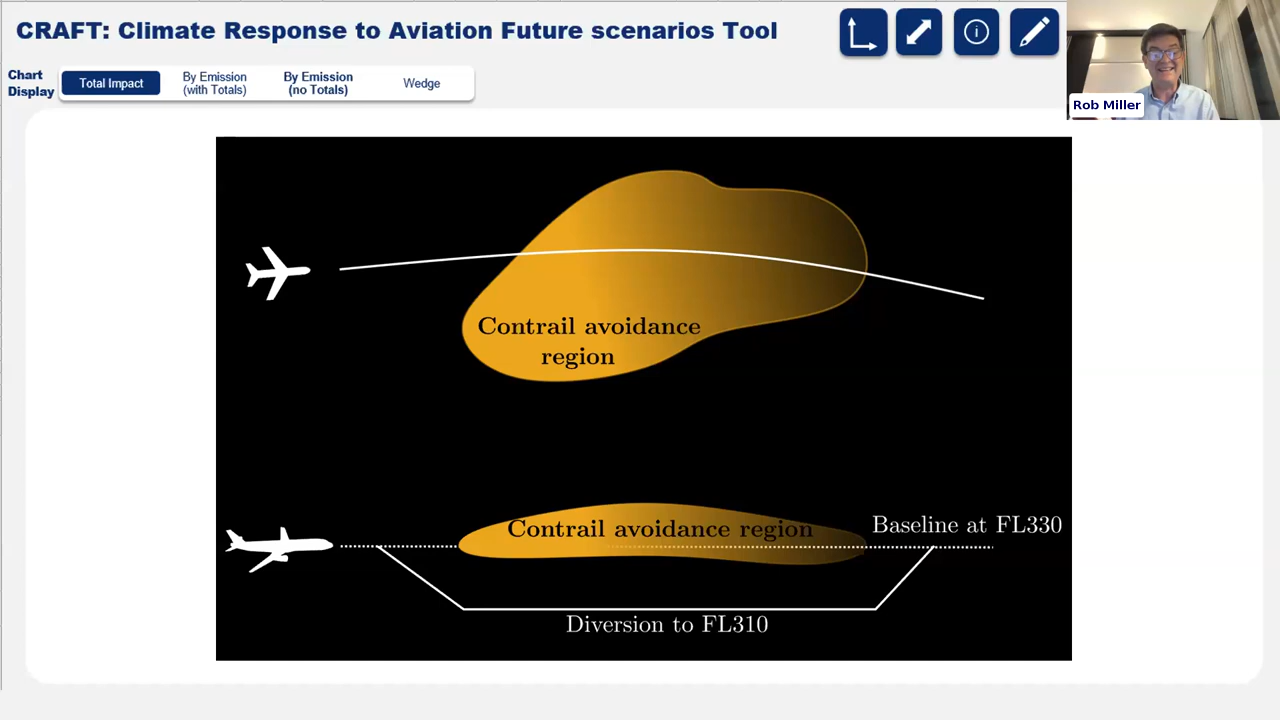 CRAFT: Climate Response to Aviation Future scenarios Tool
Rob Miller
Chart
Display
Total Impact
By Emission
(with Totals)
By Emission
(no Totals)
Wedge
Contrail avoidance
region
Contrail avoidance region
Baseline at FL330
Diversion to FL310